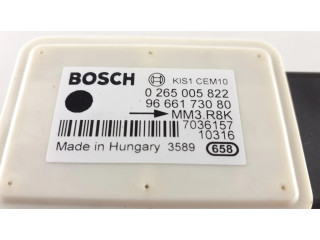 BOSCH KIS1 CEM10
0 265 005 822
96 661 730 80
MM3.R8K
7036157
10316
Made in Hungary 3589 658